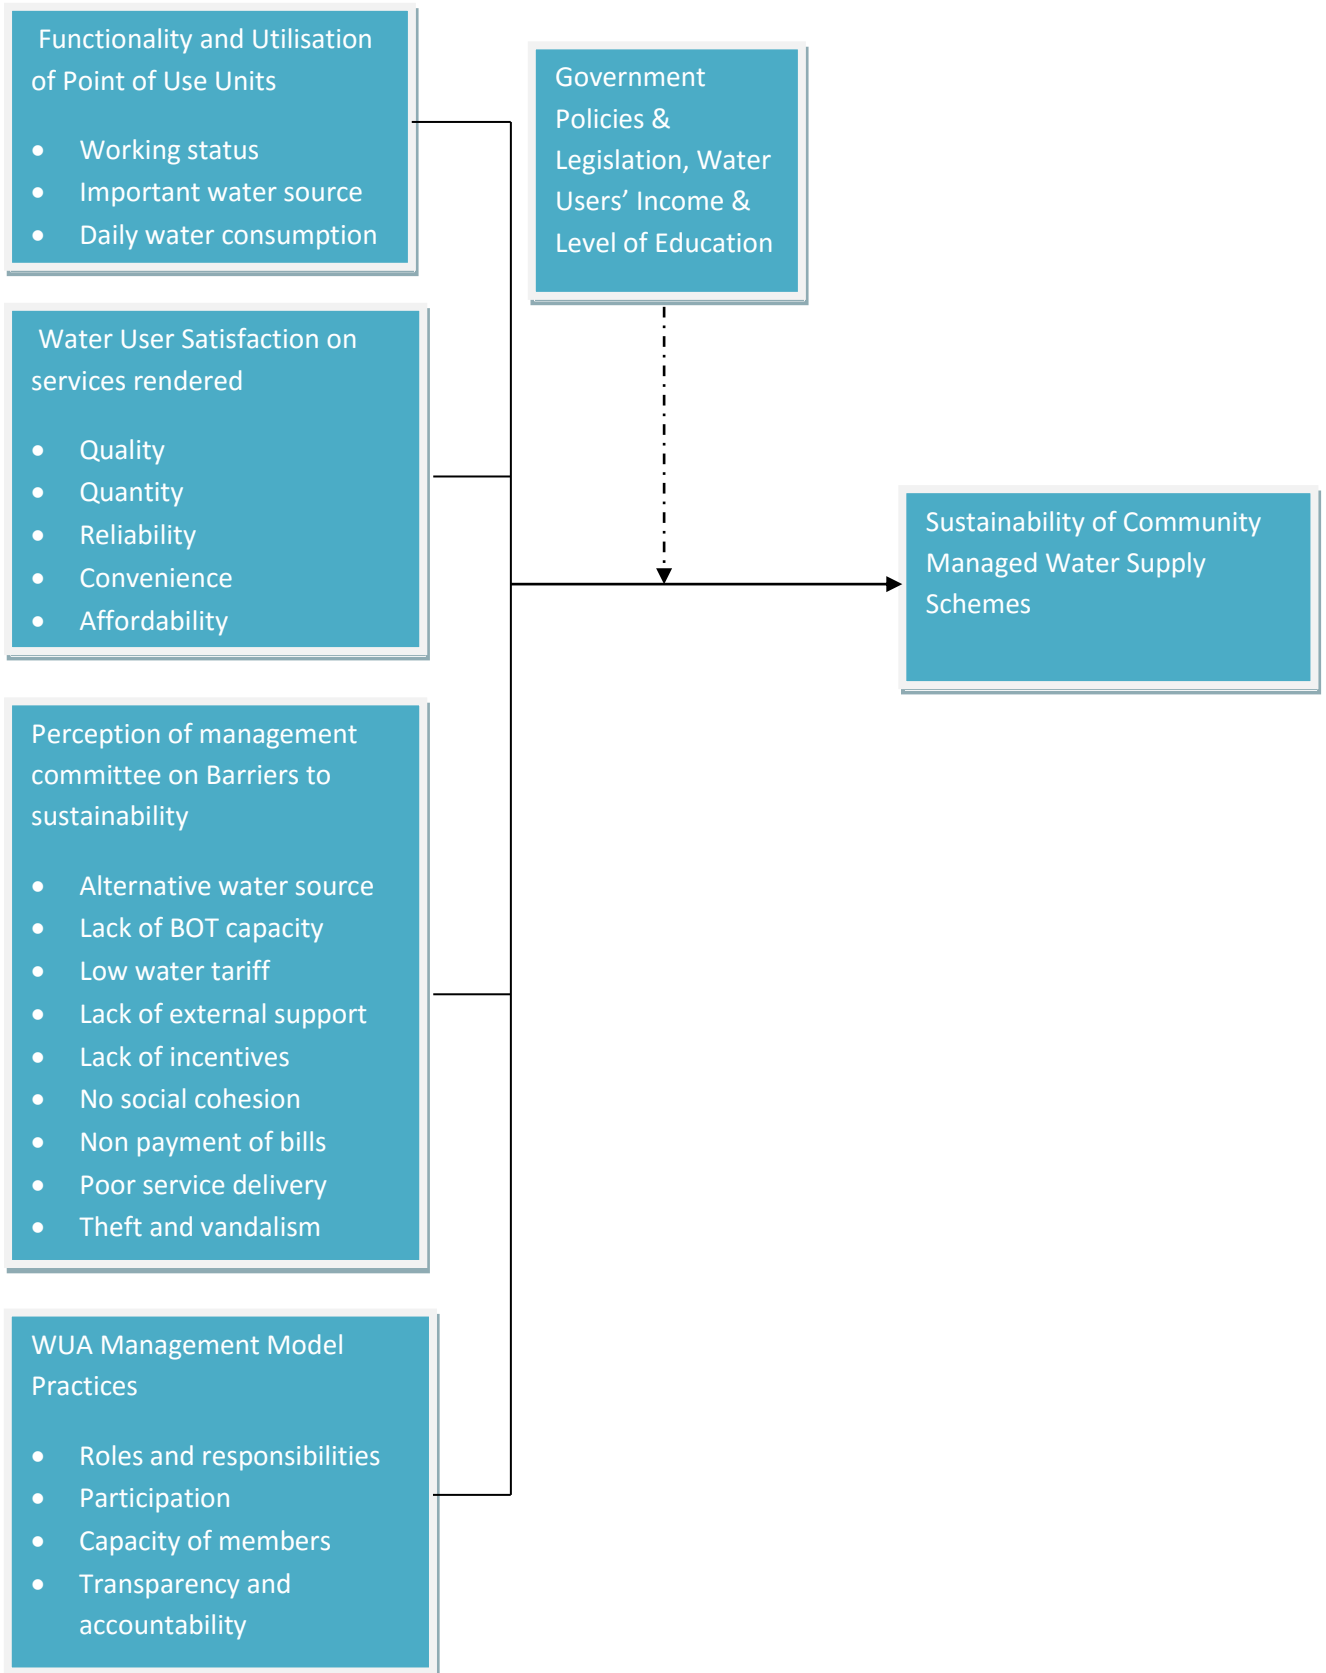 Functionality and Utilisation
of Point of Use Units
• Working status
• Important water source
• Daily water consumption
Government
Policies &
Legislation, Water
Users’ Income &
Level of Education
Water User Satisfaction on
services rendered
• Quality
• Quantity
• Reliability
• Convenience
• Affordability
Sustainability of Community
Managed Water Supply
Schemes
Perception of management
committee on Barriers to
sustainability
• Alternative water source
• Lack of BOT capacity
• Low water tariff
• Lack of external support
• Lack of incentives
• No social cohesion
• Non payment of bills
• Poor service delivery
• Theft and vandalism
WUA Management Model
Practices
• Roles and responsibilities
• Participation
• Capacity of members
• Transparency and
accountability